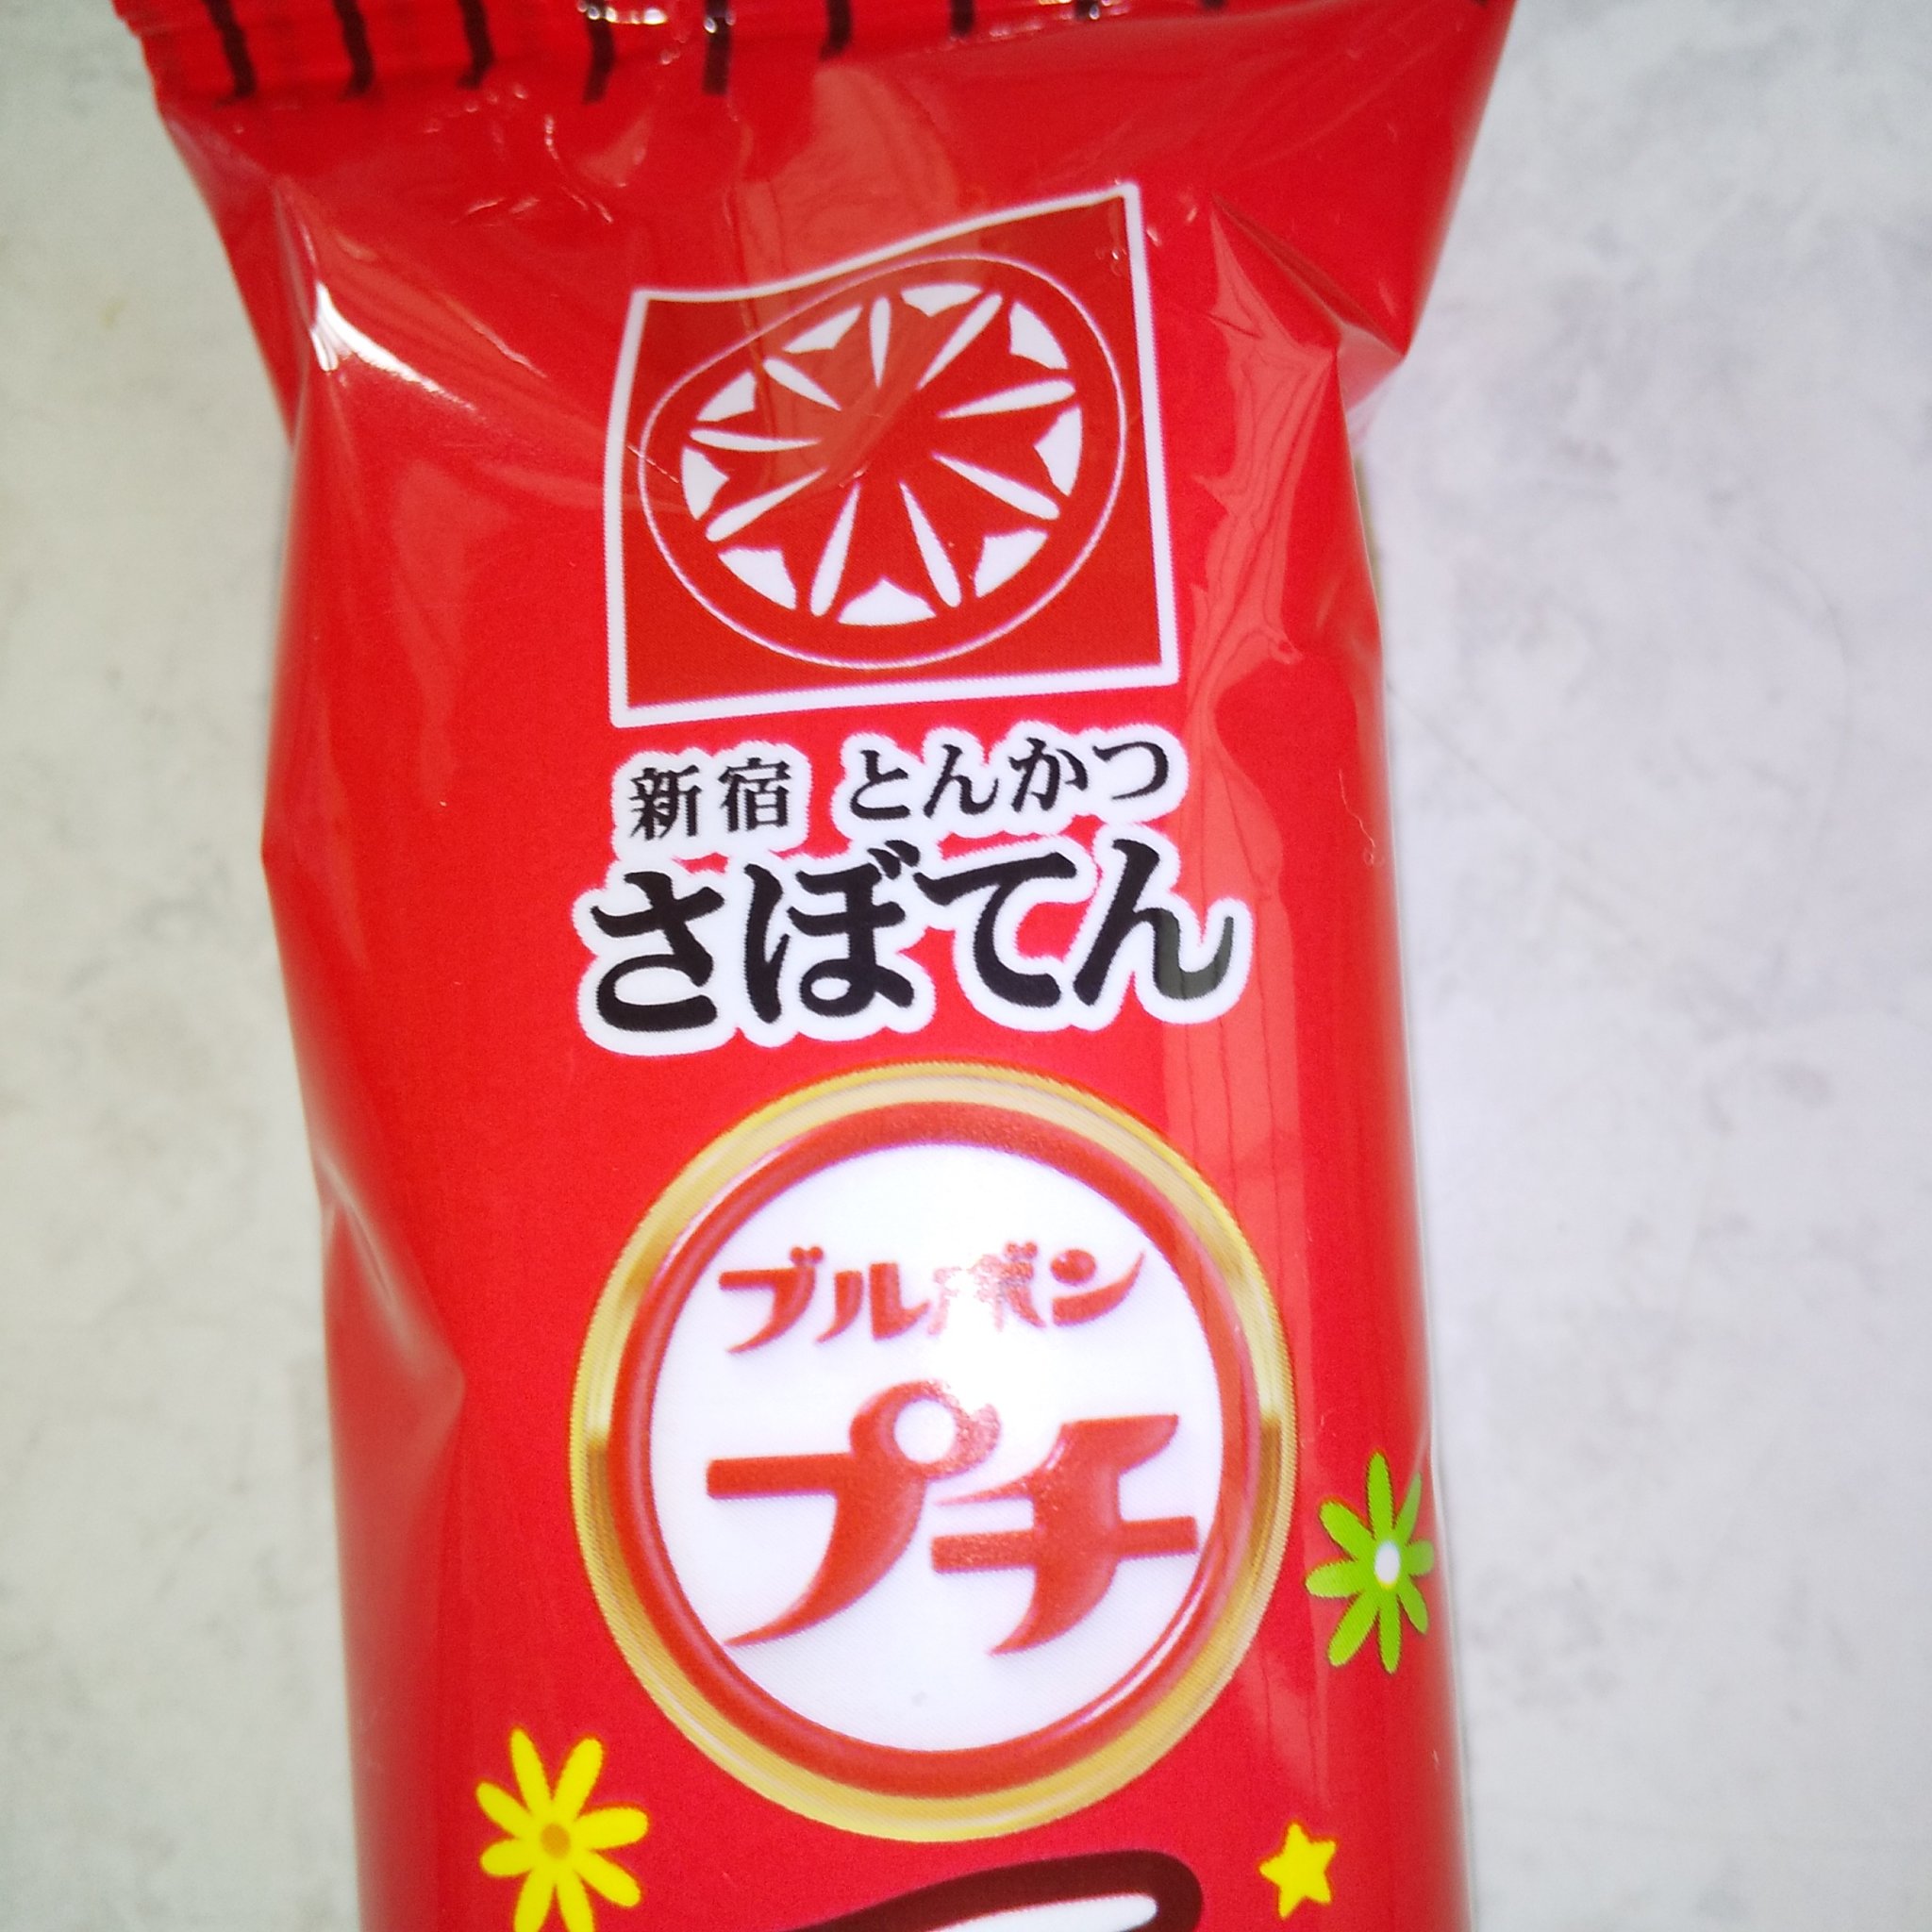 新宿 とんかつ
さぼてん
ブルボン
プチ